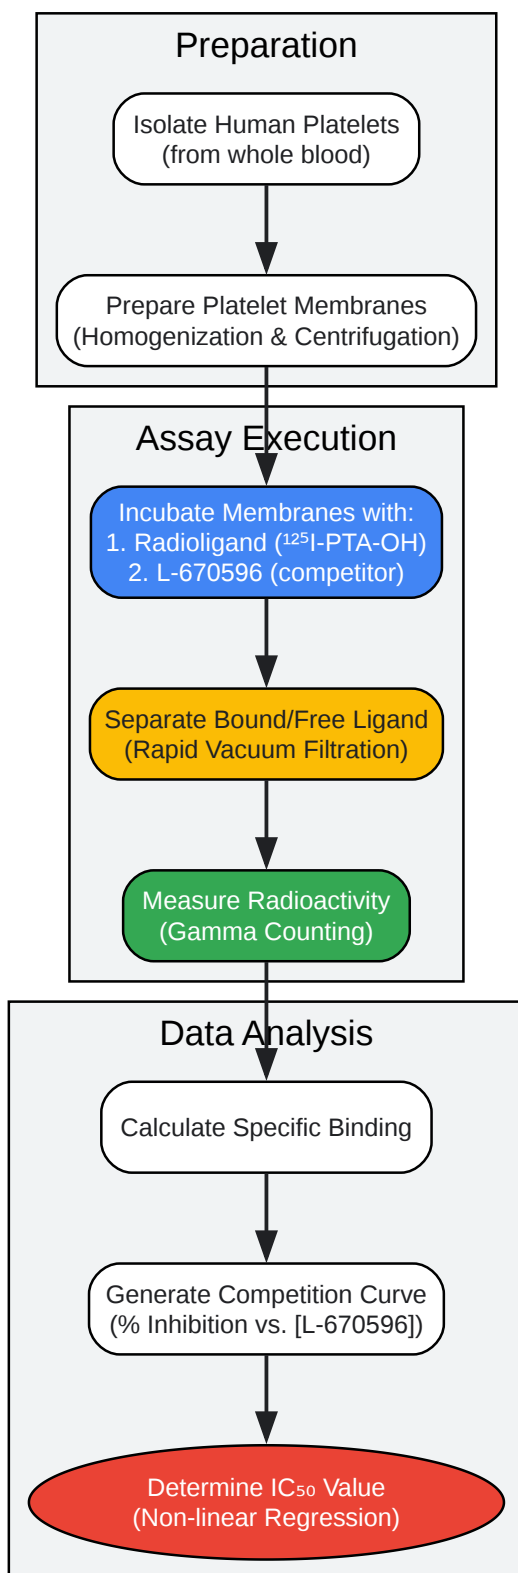 Preparation
Isolate Human Platelets
(from whole blood)
Prepare Platelet Membranes
(Homogenization & Centrifugation)
Assay Execution
Incubate Membranes with:
1. Radioligand (¹²⁵I-PTA-OH)
2. L-670596 (competitor)
Separate Bound/Free Ligand
(Rapid Vacuum Filtration)
Measure Radioactivity
(Gamma Counting)
Data Analysis
Calculate Specific Binding
Generate Competition Curve
(% Inhibition vs. [L-670596])
Determine IC₅₀ Value
(Non-linear Regression)